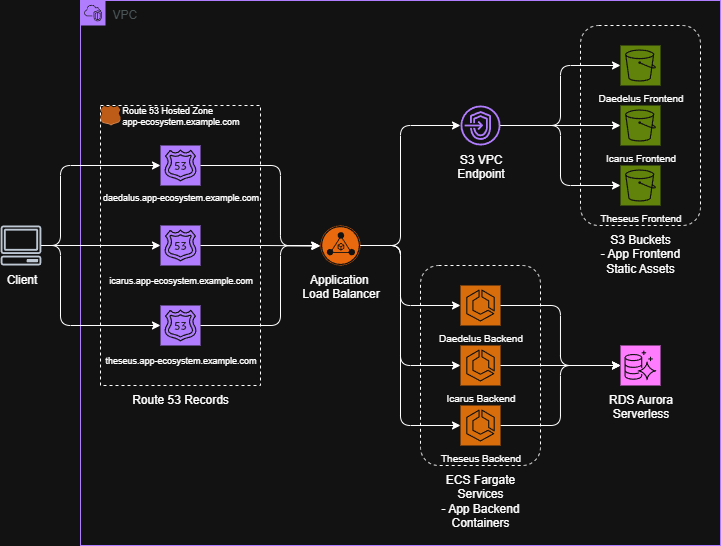 VPC
Route 53 Hosted Zone
app-ecosystem.example.com
53
daedalus.app-ecosystem.example.com
53
icarus.app-ecosystem.example.com
53
theseus.app-ecosystem.example.com
Route 53 Records
Client
Application
Load Balancer
S3 VPC
Endpoint
Daedelus Frontend
Icarus Frontend
Theseus Frontend
S3 Buckets
- App Frontend
Static Assets
Daedelus Backend
Icarus Backend
Theseus Backend
ECS Fargate
Services
- App Backend
Containers
RDS Aurora
Serverless